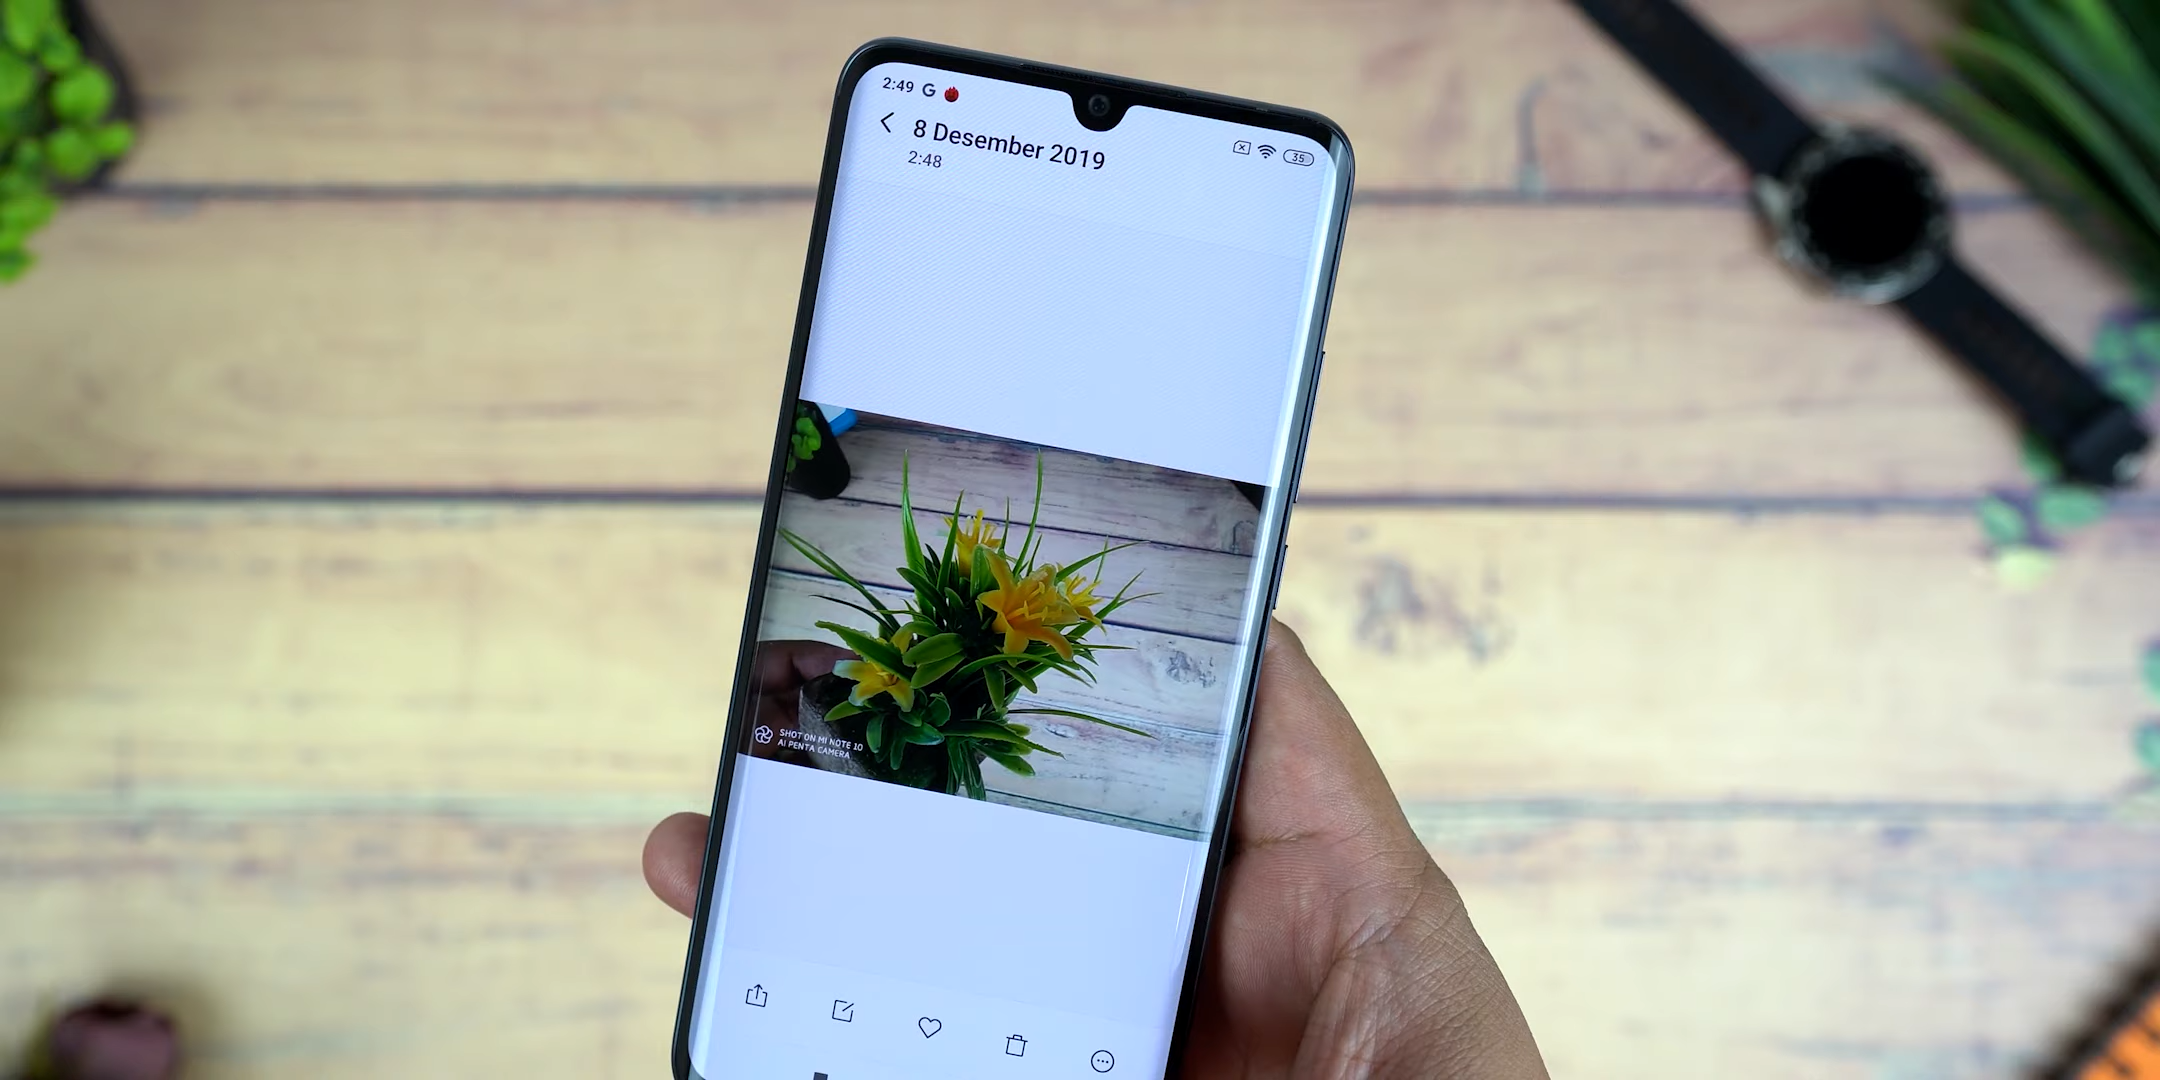 2:49 G
35
8 Desember 2019
2:48
SHOT ON MI NOTE 10
AI PENTA CAMERA